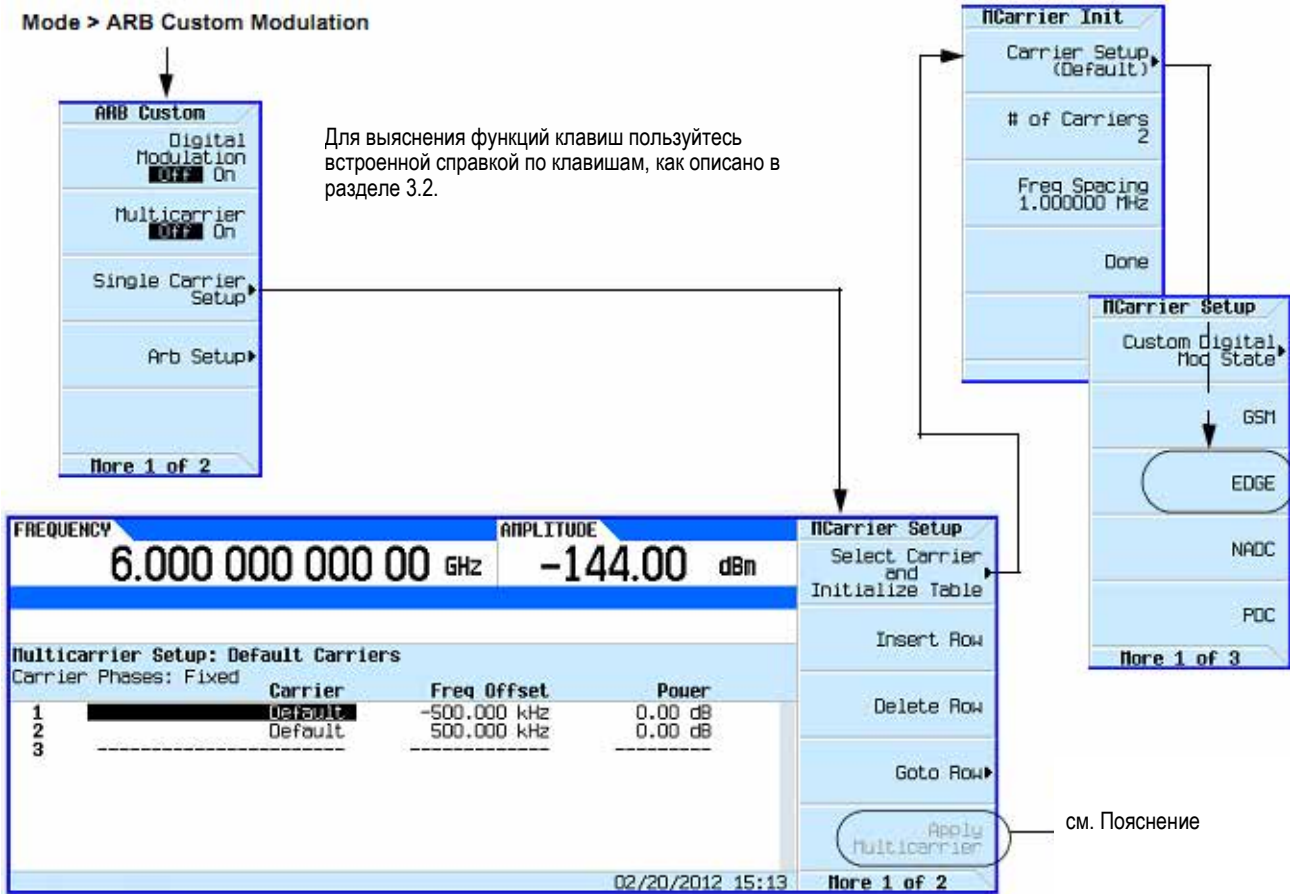 Mode > ARB Custom Modulation
ARB Custom
Digital
Modulation
Off On
Multicarrier
Off On
Single Carrier
Setup
Arb Setup
More 1 of 2
Для выяснения функций клавиш пользуйтесь
встроенной справкой по клавишам, как описано в
разделе 3.2.
MCarrier Init
Carrier Setup
(Default)
# of Carriers
2
Freq Spacing
1.000000 MHz
Done
MCarrier Setup
Custom Digital
Mod State
GSM
EDGE
NADC
PDC
More 1 of 3
FREQUENCY
6.000 000 000 00 GHz
AMPLITUDE
-144.00 dBm
Multicarrier Setup: Default Carriers
Carrier Phases: Fixed
Carrier Freq Offset Power
1 Default -500.000 kHz 0.00 dB
2 Default 500.000 kHz 0.00 dB
3 -------------------- ------------- ---------
02/20/2012 15:13
MCarrier Setup
Select Carrier
and
Initialize Table
Insert Row
Delete Row
Goto Row
Apply
Multicarrier
More 1 of 2
см. Пояснение